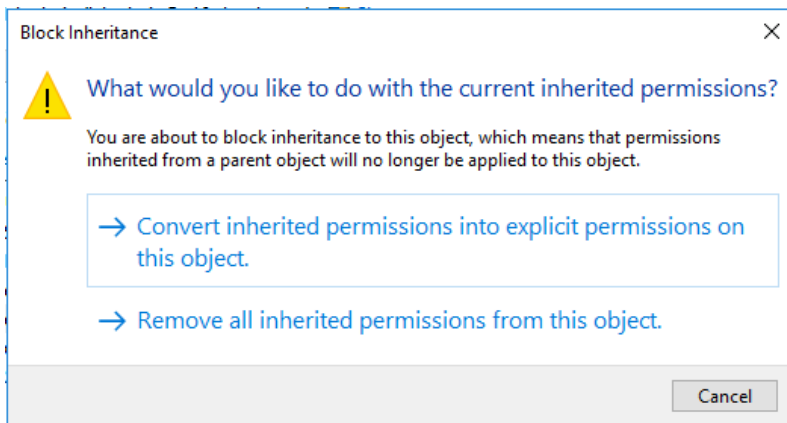 Block Inheritance
What would you like to do with the current inherited permissions?
You are about to block inheritance to this object, which means that permissions
inherited from a parent object will no longer be applied to this object.
→ Convert inherited permissions into explicit permissions on
this object.
→ Remove all inherited permissions from this object.
Cancel